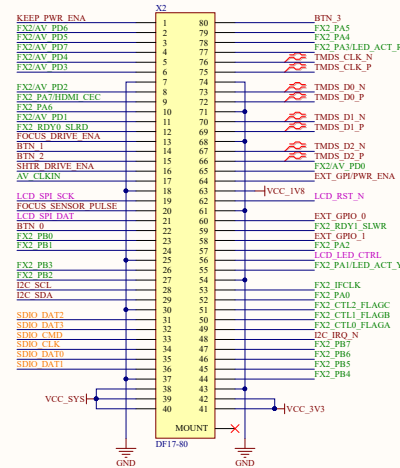 X2
KEEP_PWR_ENA 1 80 BTN_3
FX2/AV_PD6 2 79 FX2_PA5
FX2/AV_PD5 3 78 FX2_PA4
FX2/AV_PD7 4 77 FX2_PA3/LED_ACT_R
FX2/AV_PD4 5 76 TMDS_CLK_N
FX2/AV_PD3 6 75 TMDS_CLK_P
7 74
FX2/AV_PD2 8 73 TMDS_D0_N
FX2_PA7/HDMI_CEC 9 72 TMDS_D0_P
FX2_PA6 10 71
FX2/AV_PD1 11 70 TMDS_D1_N
FX2_RDY0_SLRD 12 69 TMDS_D1_P
FOCUS_DRIVE_ENA 13 68
BTN_1 14 67 TMDS_D2_N
BTN_2 15 66 TMDS_D2_P
SHTR_DRIVE_ENA 16 65 FX2/AV_PD0
AV_CLKIN 17 64 EXT_GPI/PWR_ENA
18 63 VCC_1V8
LCD_SPI_SCK 19 62 LCD_RST_N
FOCUS_SENSOR_PULSE 20 61
LCD_SPI_DAT 21 60 EXT_GPIO_0
BTN_0 22 59 FX2_RDY1_SLWR
FX2_PB0 23 58 EXT_GPIO_1
FX2_PB1 24 57 FX2_PA2
25 56 LCD_LED_CTRL
FX2_PB3 26 55 FX2_PA1/LED_ACT_Y
FX2_PB2 27 54
I2C_SCL 28 53 FX2_IFCLK
I2C_SDA 29 52 FX2_PA0
30 51 FX2_CTL2_FLAGC
SDIO_DAT2 31 50 FX2_CTL1_FLAGB
SDIO_DAT3 32 49 FX2_CTL0_FLAGA
SDIO_CMD 33 48 I2C_IRQ_N
SDIO_CLK 34 47 FX2_PB7
SDIO_DAT0 35 46 FX2_PB6
SDIO_DAT1 36 45 FX2_PB5
37 44 FX2_PB4
38 43
VCC_SYS 39 42
40 41 VCC_3V3
MOUNT
DF17-80
GND GND